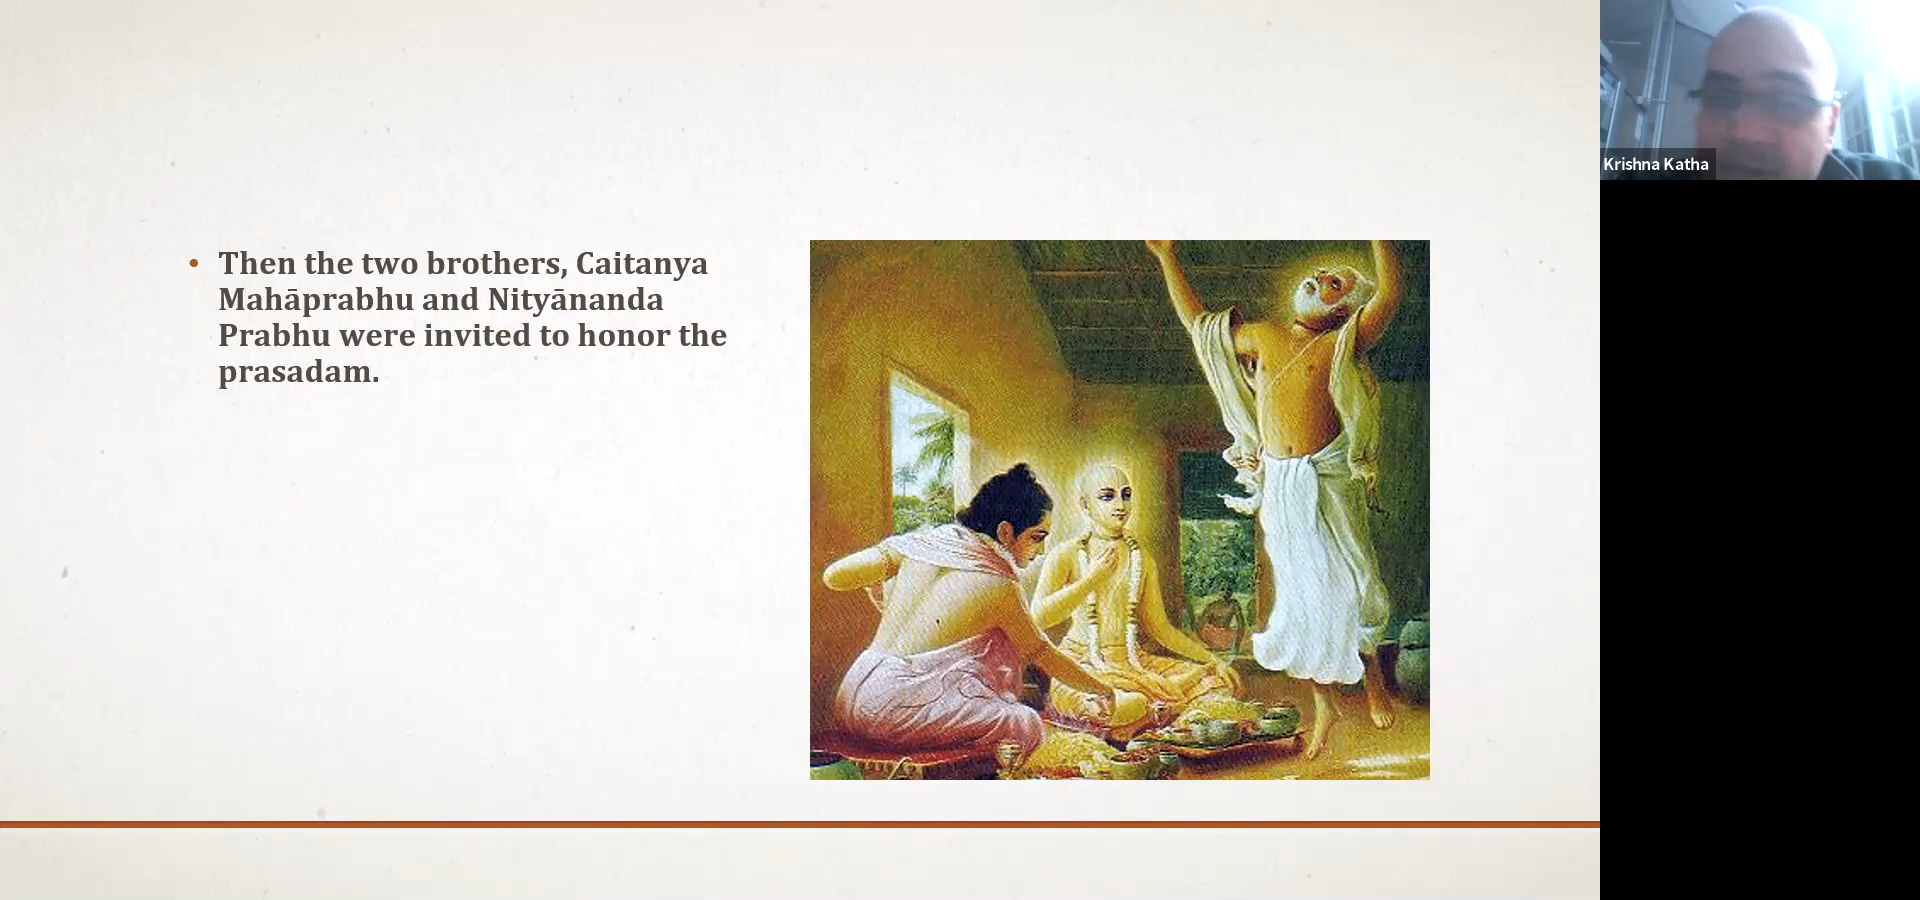 Then the two brothers, Caitanya
Mahāprabhu and Nityānanda
Prabhu were invited to honor the
prasadam.
Krishna Katha